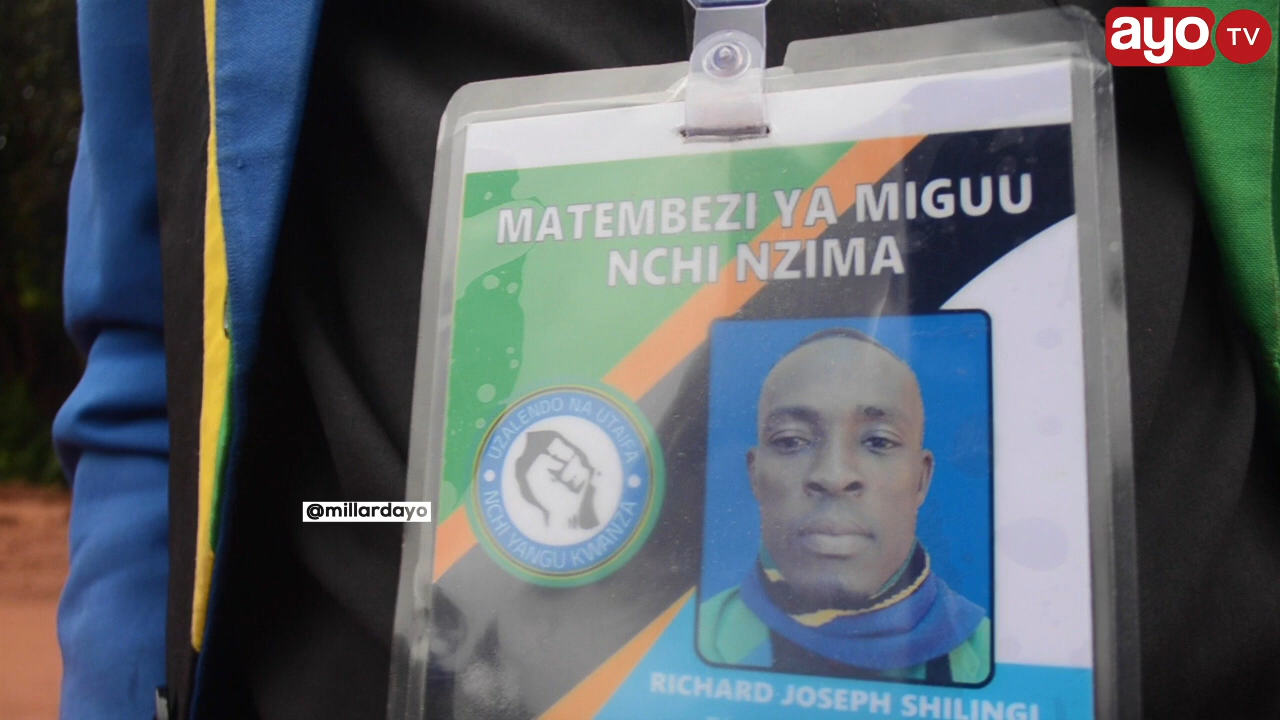 ayo TV
MATEMBEZI YA MIGUU
NCHI NZIMA
UZALENDO NA UTAIFA
NCHI YANGU KWANZA
@millardayo
RICHARD JOSEPH SHILINGI